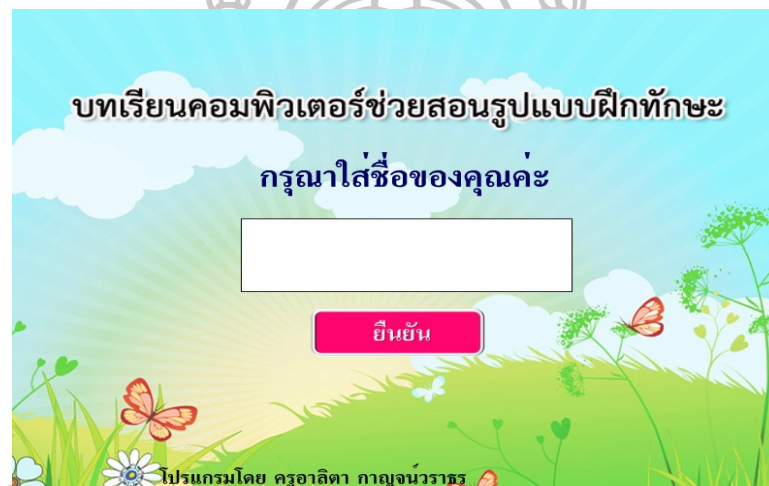 บทเรียนคอมพิวเตอร์ช่วยสอนรูปแบบฝึกทักษะ
กรุณาใส่ชื่อของคุณค่ะ
ยืนยัน
โปรแกรมโดย ครูอาลิตา กาญจน์วราธร